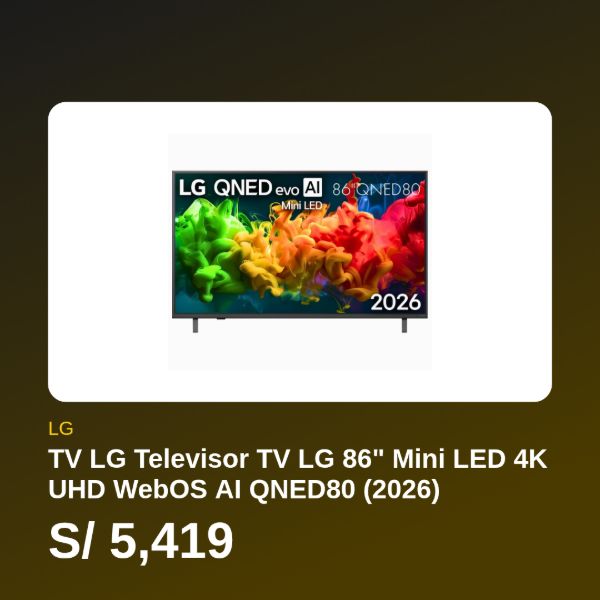 LG QNED evo AI 86"QNED80
Mini LED
2026
LG
TV LG Televisor TV LG 86" Mini LED 4K
UHD WebOS AI QNED80 (2026)
S/ 5,419